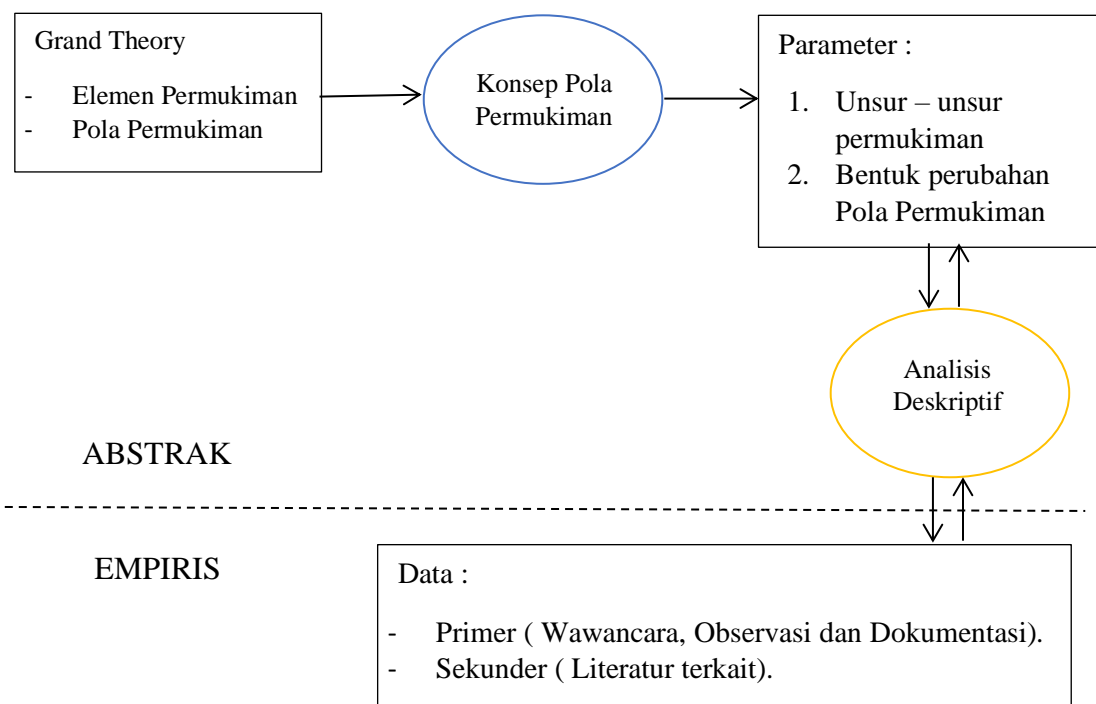 Grand Theory
- Elemen Permukiman
- Pola Permukiman
Konsep Pola
Permukiman
Parameter :
1. Unsur – unsur
permukiman
2. Bentuk perubahan
Pola Permukiman
Analisis
Deskriptif
ABSTRAK
EMPIRIS
Data :
- Primer ( Wawancara, Observasi dan Dokumentasi).
- Sekunder ( Literatur terkait).